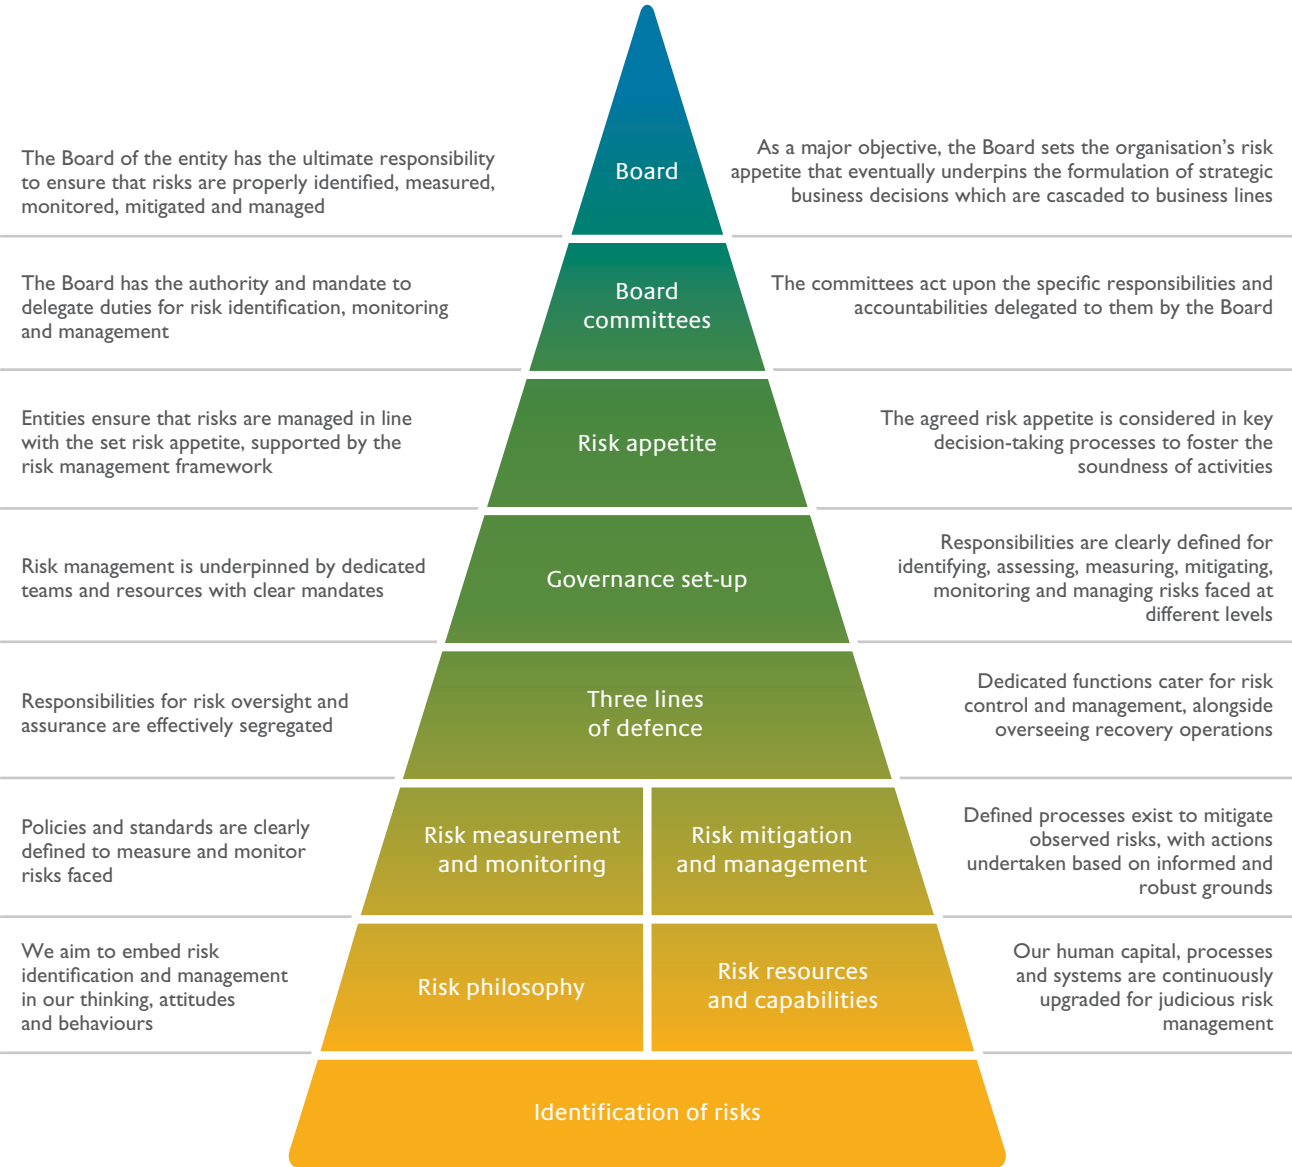 The Board of the entity has the ultimate responsibility
to ensure that risks are properly identified, measured,
monitored, mitigated and managed
Board
As a major objective, the Board sets the organisation’s risk
appetite that eventually underpins the formulation of strategic
business decisions which are cascaded to business lines
The Board has the authority and mandate to
delegate duties for risk identification, monitoring
and management
Board
committees
The committees act upon the specific responsibilities and
accountabilities delegated to them by the Board
Entities ensure that risks are managed in line
with the set risk appetite, supported by the
risk management framework
Risk appetite
The agreed risk appetite is considered in key
decision-taking processes to foster the
soundness of activities
Risk management is underpinned by dedicated
teams and resources with clear mandates
Governance set-up
Responsibilities are clearly defined for
identifying, assessing, measuring, mitigating,
monitoring and managing risks faced at
different levels
Responsibilities for risk oversight and
assurance are effectively segregated
Three lines
of defence
Dedicated functions cater for risk
control and management, alongside
overseeing recovery operations
Policies and standards are clearly
defined to measure and monitor
risks faced
Risk measurement
and monitoring
Risk mitigation
and management
Defined processes exist to mitigate
observed risks, with actions
undertaken based on informed and
robust grounds
We aim to embed risk
identification and management
in our thinking, attitudes
and behaviours
Risk philosophy
Risk resources
and capabilities
Our human capital, processes
and systems are continuously
upgraded for judicious risk
management
Identification of risks